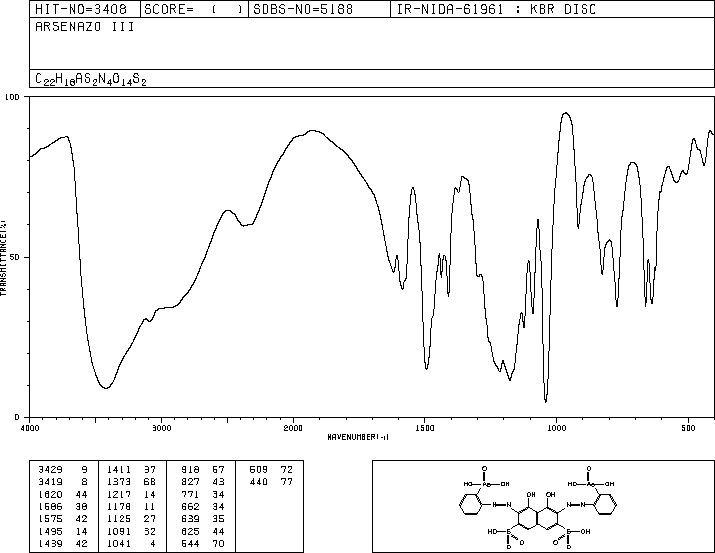 HIT-NO=3408 SCORE= ( ) SDBS-NO=5188 IR-NIDA-61961 : KBR DISC
ARSENAZO III
C22H18AS2N4O14S2
100
50
0
TRANSMITTANCE(%)
4000 3000 2000 1500 1000 500
WAVENUMBER(-1)
3429 9 1411 37 918 57 509 72
3419 8 1373 68 827 43 440 77
1620 44 1217 14 771 34
1586 38 1178 11 662 34
1575 42 1125 27 639 35
1495 14 1091 32 625 44
1439 42 1041 4 544 70
O O
HO As OH HO As OH
OH OH
N=N N=N
HO S O O S OH
O O